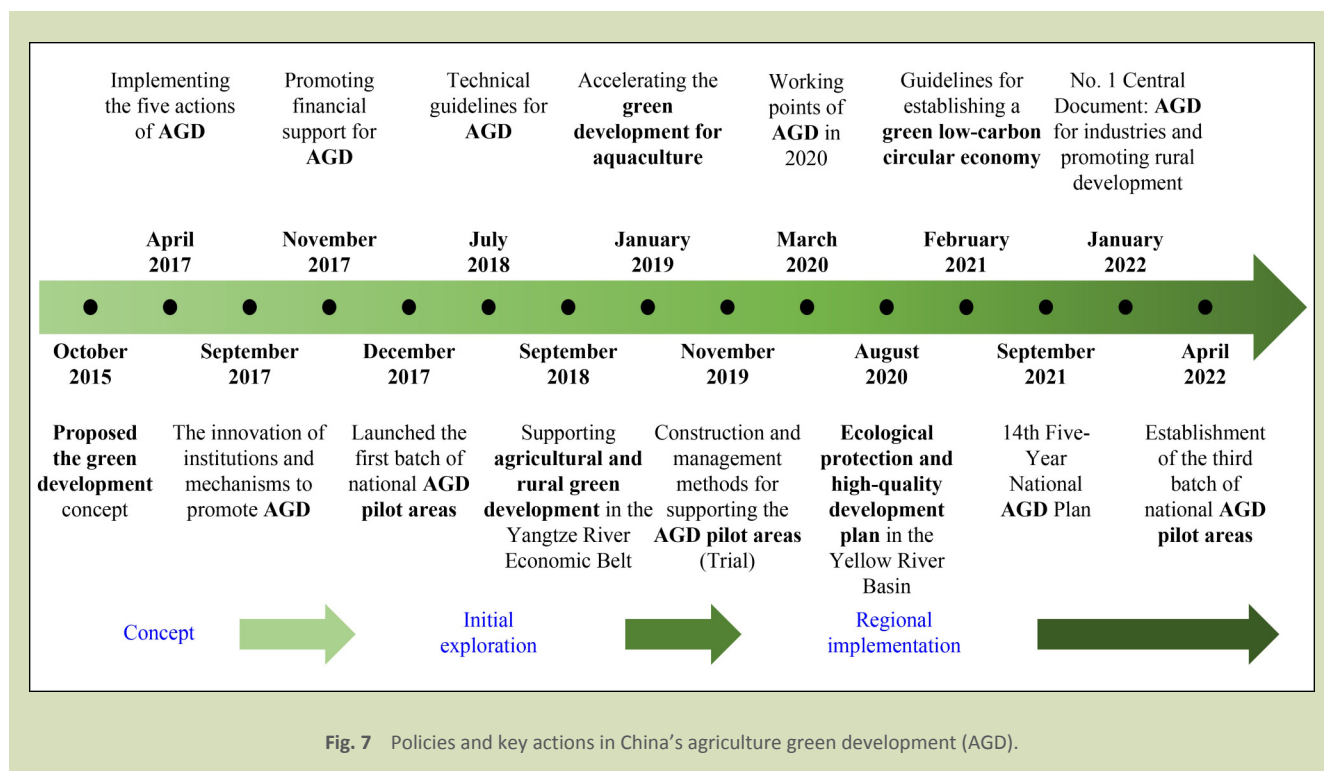 Implementing
the five actions
of AGD
Promoting
financial
support for
AGD
Technical
guidelines for
AGD
Accelerating the
green
development for
aquaculture
Working
points of
AGD in
2020
Guidelines for
establishing a
green low-carbon
circular economy
No. 1 Central
Document: AGD
for industries and
promoting rural
development
April
2017
November
2017
July
2018
January
2019
March
2020
February
2021
January
2022
October
2015
September
2017
December
2017
September
2018
November
2019
August
2020
September
2021
April
2022
Proposed
the green
development
concept
The innovation of
institutions and
mechanisms to
promote AGD
Launched the
first batch of
national AGD
pilot areas
Supporting
agricultural and
rural green
development in the
Yangtze River
Economic Belt
Construction and
management
methods for
supporting the
AGD pilot areas
(Trial)
Ecological
protection and
high-quality
development
plan in the
Yellow River
Basin
14th Five-
Year
National
AGD Plan
Establishment
of the third
batch of
national AGD
pilot areas
Concept
Initial
exploration
Regional
implementation
Fig. 7 Policies and key actions in China’s agriculture green development (AGD).